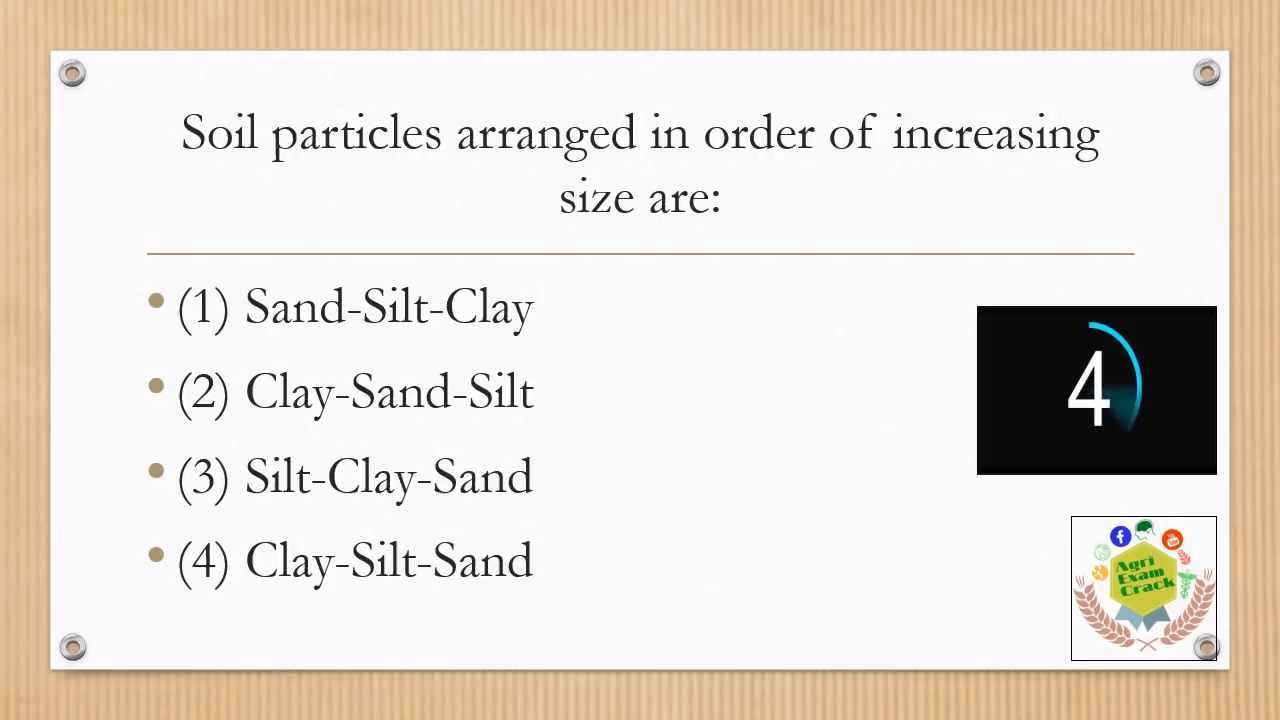 Soil particles arranged in order of increasing
size are:
• (1) Sand-Silt-Clay
• (2) Clay-Sand-Silt
• (3) Silt-Clay-Sand
• (4) Clay-Silt-Sand
4
Agri
Exam
Crack